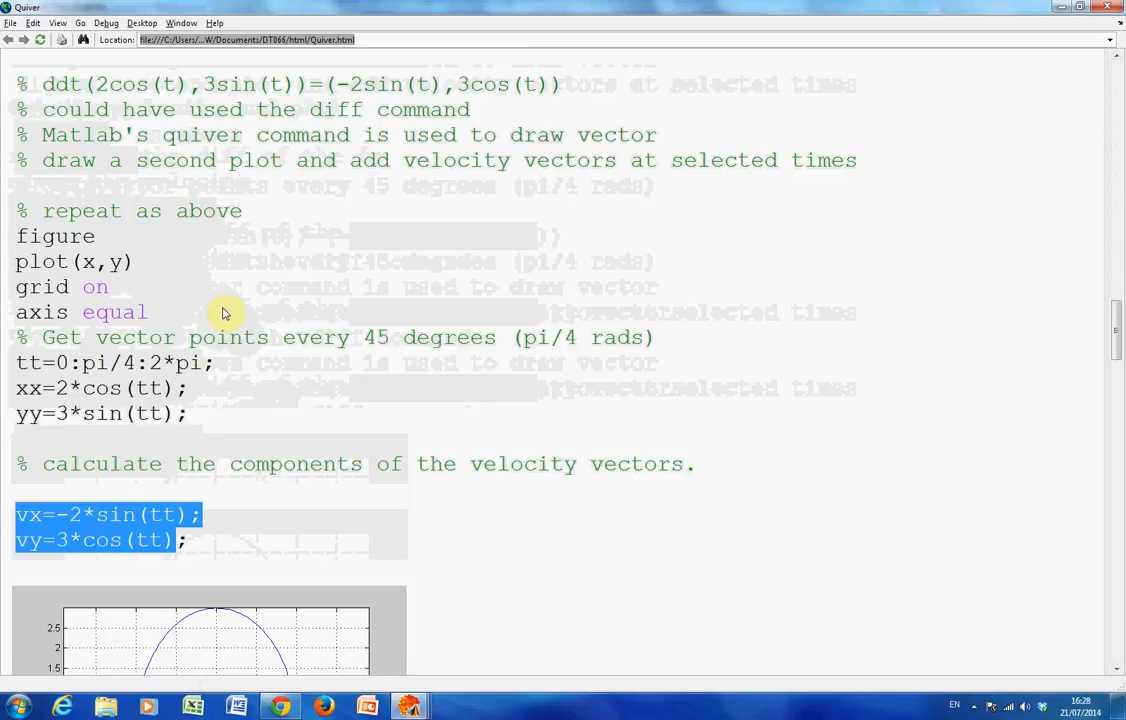 Quiver
File Edit View Go Debug Desktop Window Help
Location: file:///C:/Users/...W/Documents/DT066/html/Quiver.html
% ddt(2cos(t),3sin(t))=(-2sin(t),3cos(t))
% could have used the diff command
% Matlab's quiver command is used to draw vector
% draw a second plot and add velocity vectors at selected times
% repeat as above
figure
plot(x,y)
grid on
axis equal
% Get vector points every 45 degrees (pi/4 rads)
tt=0:pi/4:2*pi;
xx=2*cos(tt);
yy=3*sin(tt);
% calculate the components of the velocity vectors.
vx=-2*sin(tt);
vy=3*cos(tt);
2.5
2
1.5
EN
16:28
21/07/2014